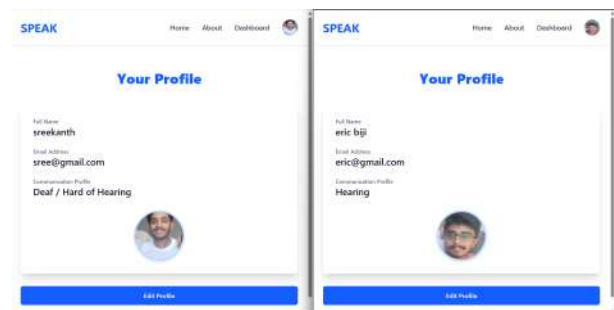 SPEAK Home About Dashboard
Your Profile
Full Name
sreekanth
Email Address
sree@gmail.com
Communication Profile
Deaf / Hard of Hearing
Edit Profile
SPEAK Home About Dashboard
Your Profile
Full Name
eric biji
Email Address
eric@gmail.com
Communication Profile
Hearing
Edit Profile